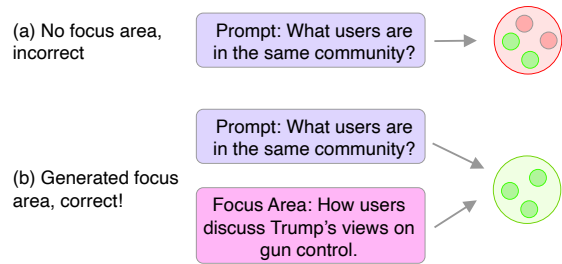 (a) No focus area,
incorrect
Prompt: What users are
in the same community?
(b) Generated focus
area, correct!
Prompt: What users are
in the same community?
Focus Area: How users
discuss Trump's views on
gun control.